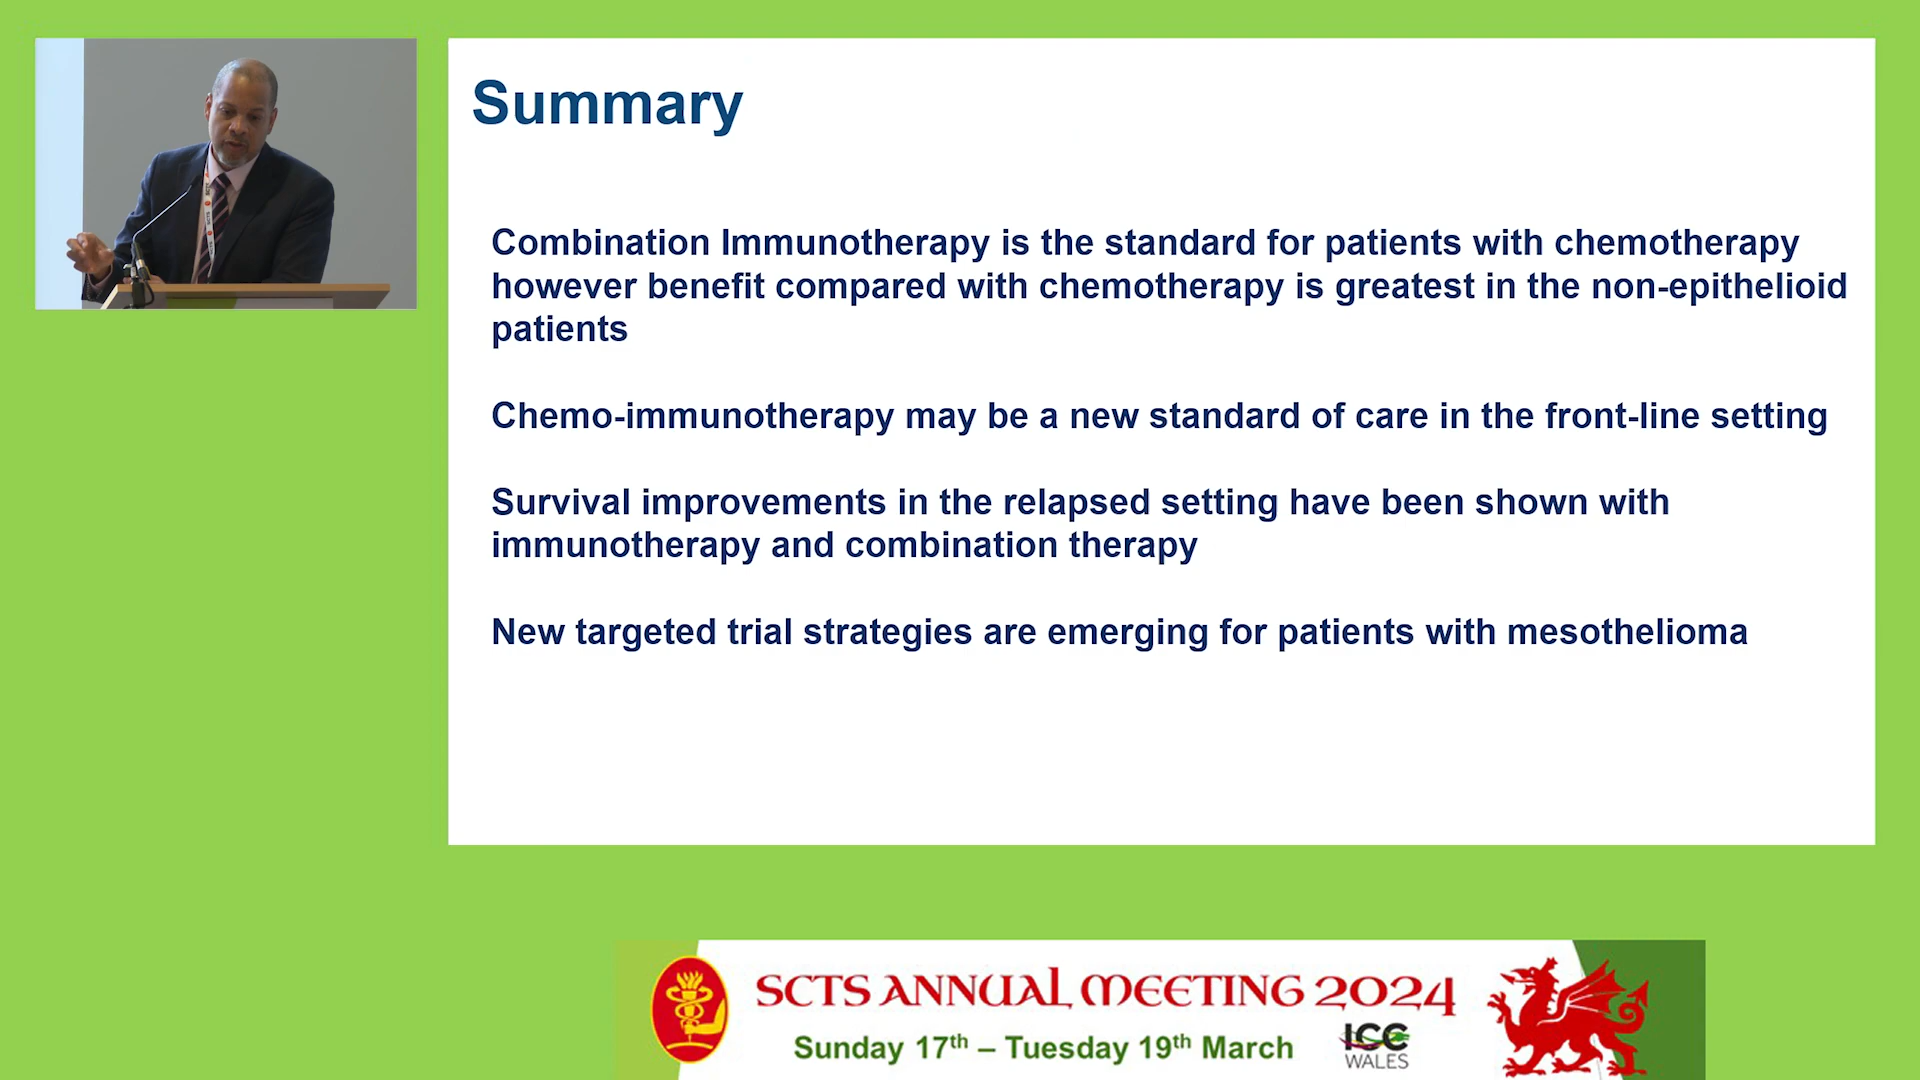 Summary
Combination Immunotherapy is the standard for patients with chemotherapy
however benefit compared with chemotherapy is greatest in the non-epithelioid
patients
Chemo-immunotherapy may be a new standard of care in the front-line setting
Survival improvements in the relapsed setting have been shown with
immunotherapy and combination therapy
New targeted trial strategies are emerging for patients with mesothelioma
SCTS ANNUAL MEETING 2024
Sunday 17th – Tuesday 19th March
ICC
WALES